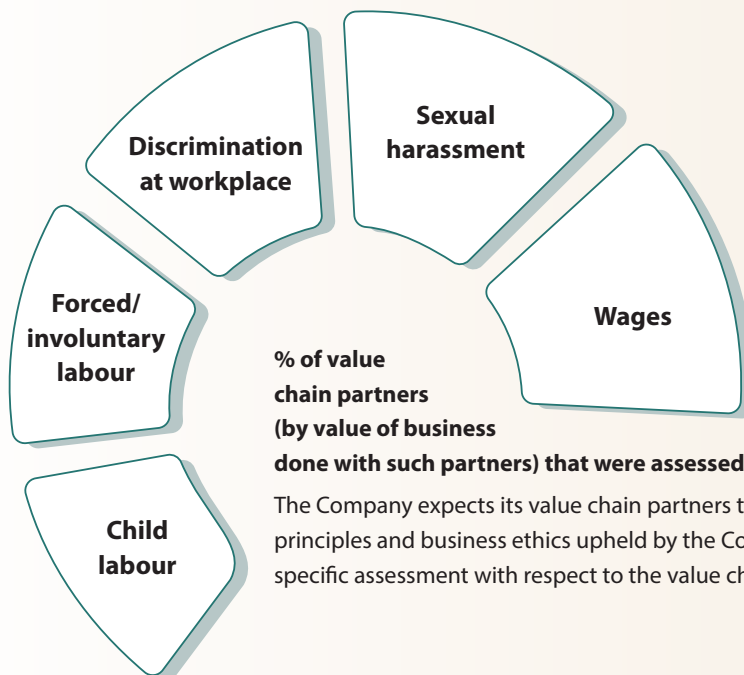 Sexual
harassment
Discrimination
at workplace
Forced/
involuntary
labour
Wages
Child
labour
% of value
chain partners
(by value of business
done with such partners) that were assessed
The Company expects its value chain partners t
principles and business ethics upheld by the Co
specific assessment with respect to the value ch